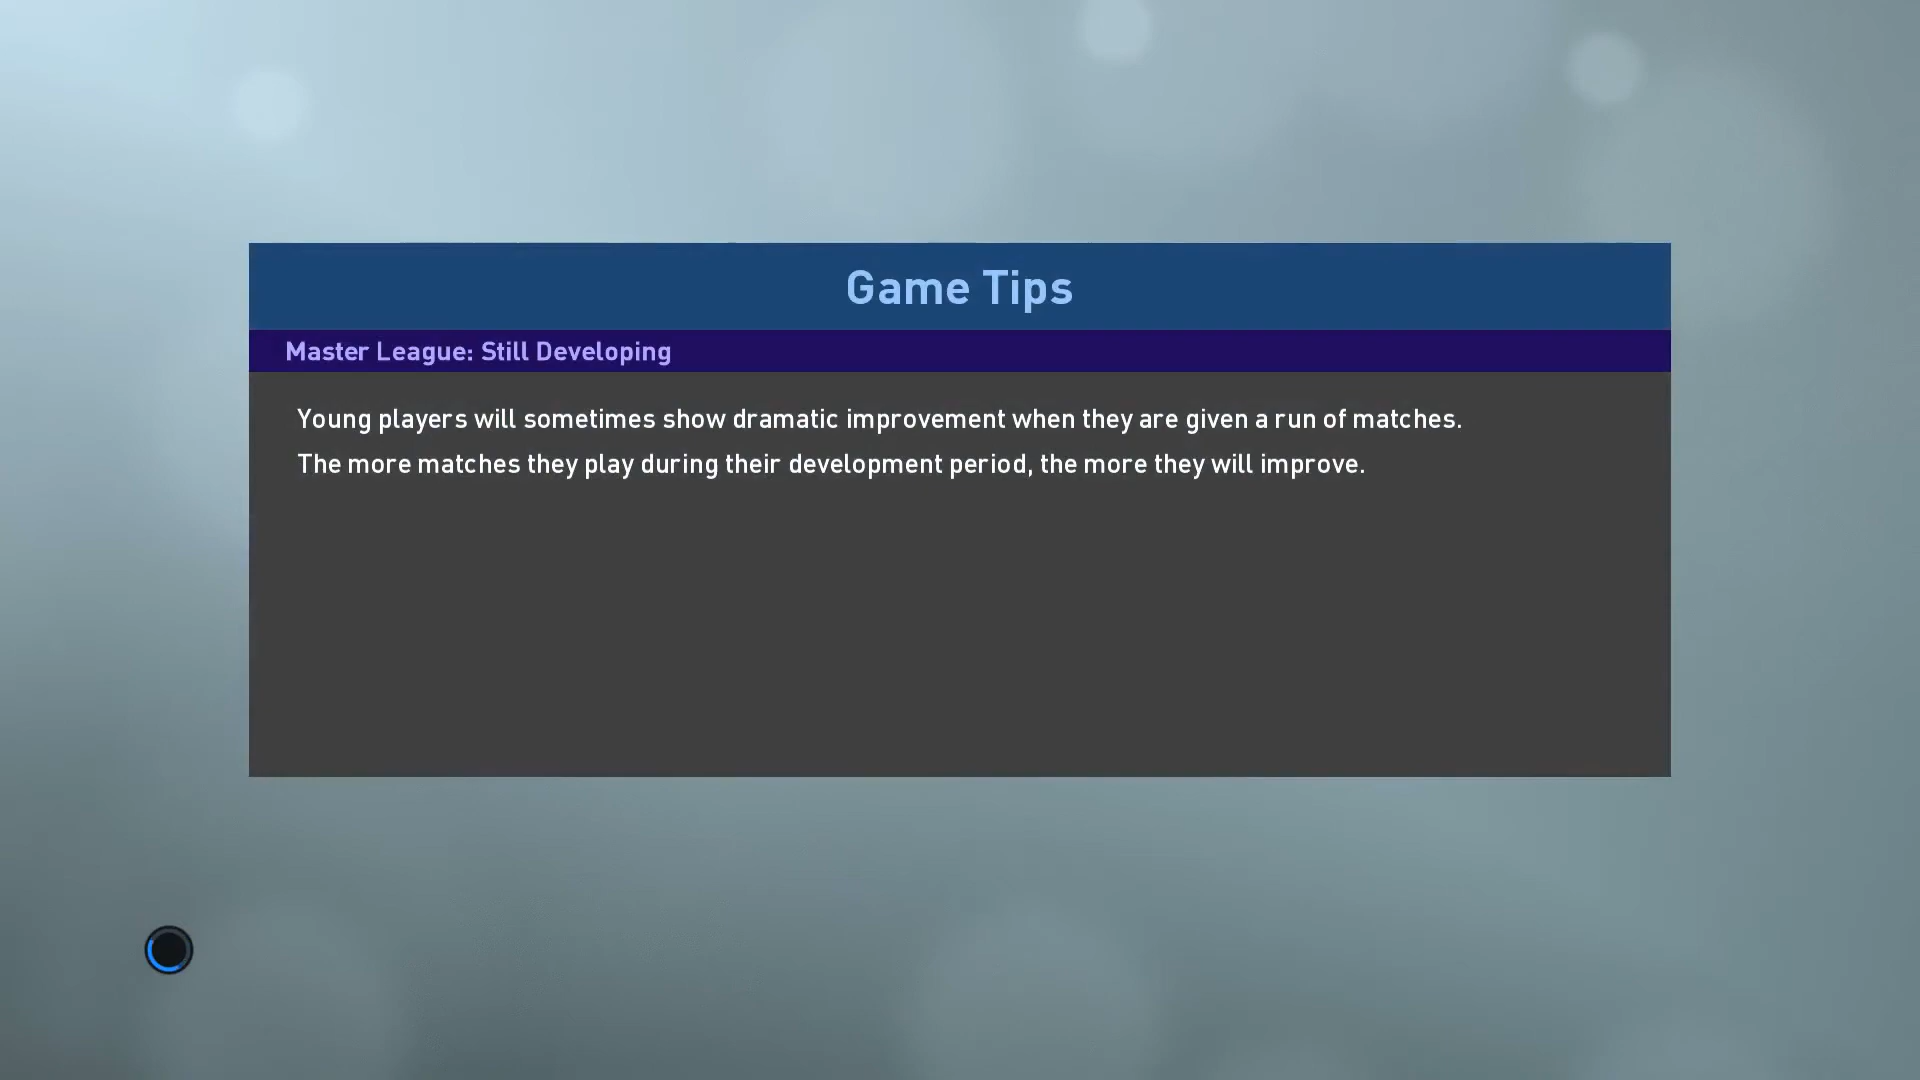 Game Tips
Master League: Still Developing
Young players will sometimes show dramatic improvement when they are given a run of matches.
The more matches they play during their development period, the more they will improve.